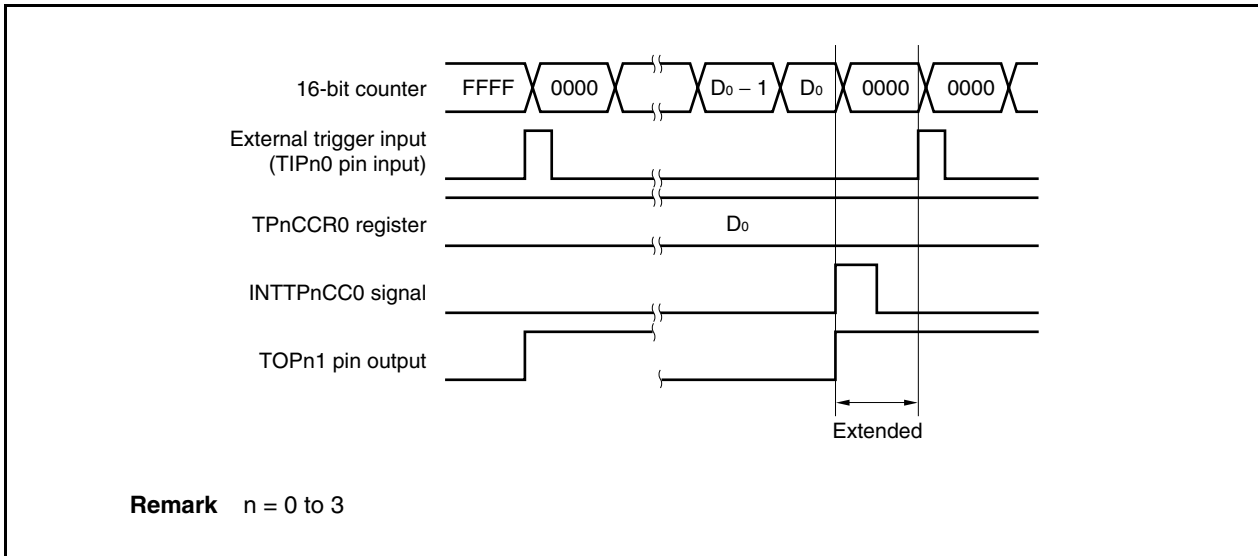 16-bit counter FFFF 0000 D0 − 1 D0 0000 0000
External trigger input
(TIPn0 pin input)
TPnCCR0 register D0
INTTPnCC0 signal
TOPn1 pin output
Extended
Remark n = 0 to 3